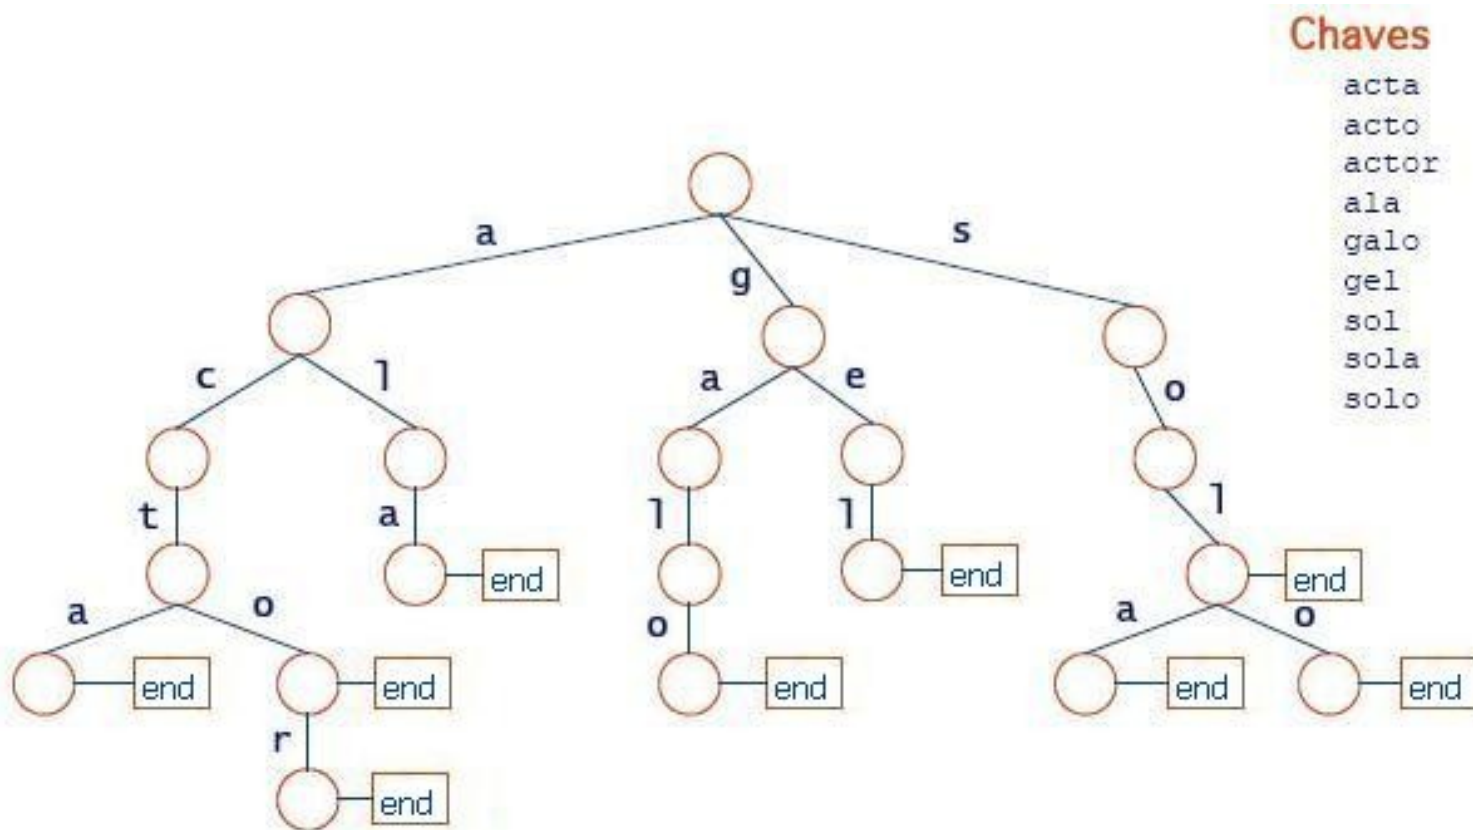 Chaves
acta
acto
actor
ala
galo
gel
sol
sola
solo
a
g
s
c
l
a
e
o
t
a
l
l
l
end
end
end
a
o
o
a
o
end
end
end
end
end
r
end